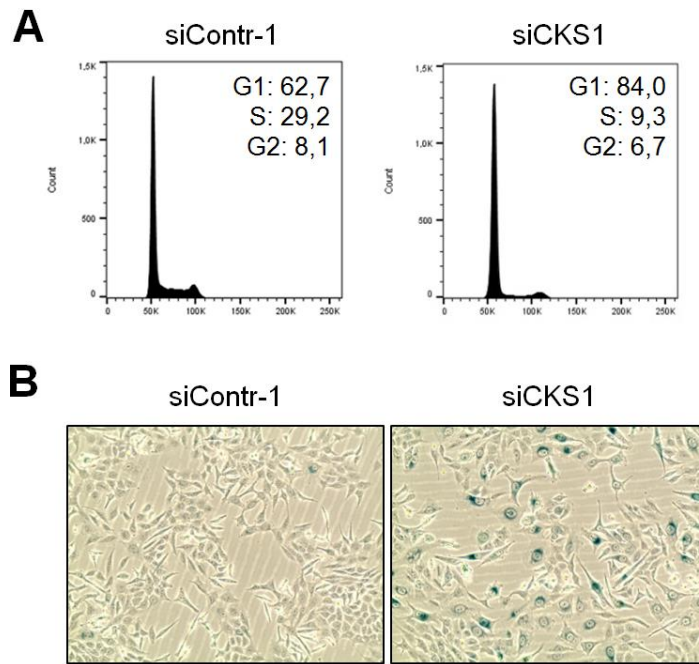 A
siContr-1
siCKS1
1,5K
1,0K
500
0
Count
0 50K 100K 150K 200K 250K
G1: 62,7
S: 29,2
G2: 8,1
1,5K
1,0K
500
0
Count
0 50K 100K 150K 200K 250K
G1: 84,0
S: 9,3
G2: 6,7
B
siContr-1
siCKS1